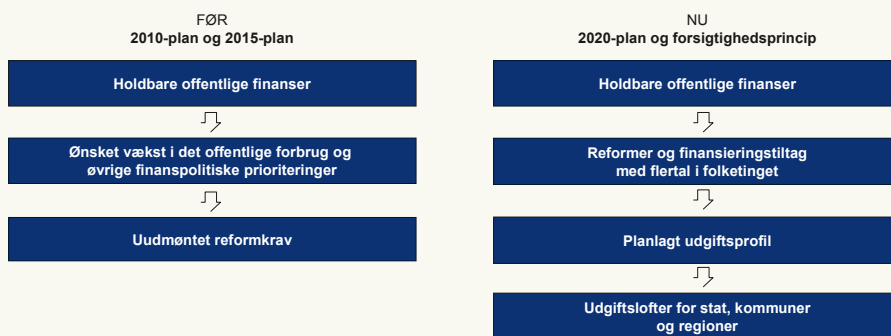 FØR
2010-plan og 2015-plan
Holdbare offentlige finanser
Ønsket vækst i det offentlige forbrug og
øvrige finanspolitiske prioriteringer
Uudmøntet reformkrav
NU
2020-plan og forsigtighedsprincip
Holdbare offentlige finanser
Reformer og finansieringstiltag
med flertal i folketinget
Planlagt udgiftsprofil
Udgiftslofter for stat, kommuner
og regioner